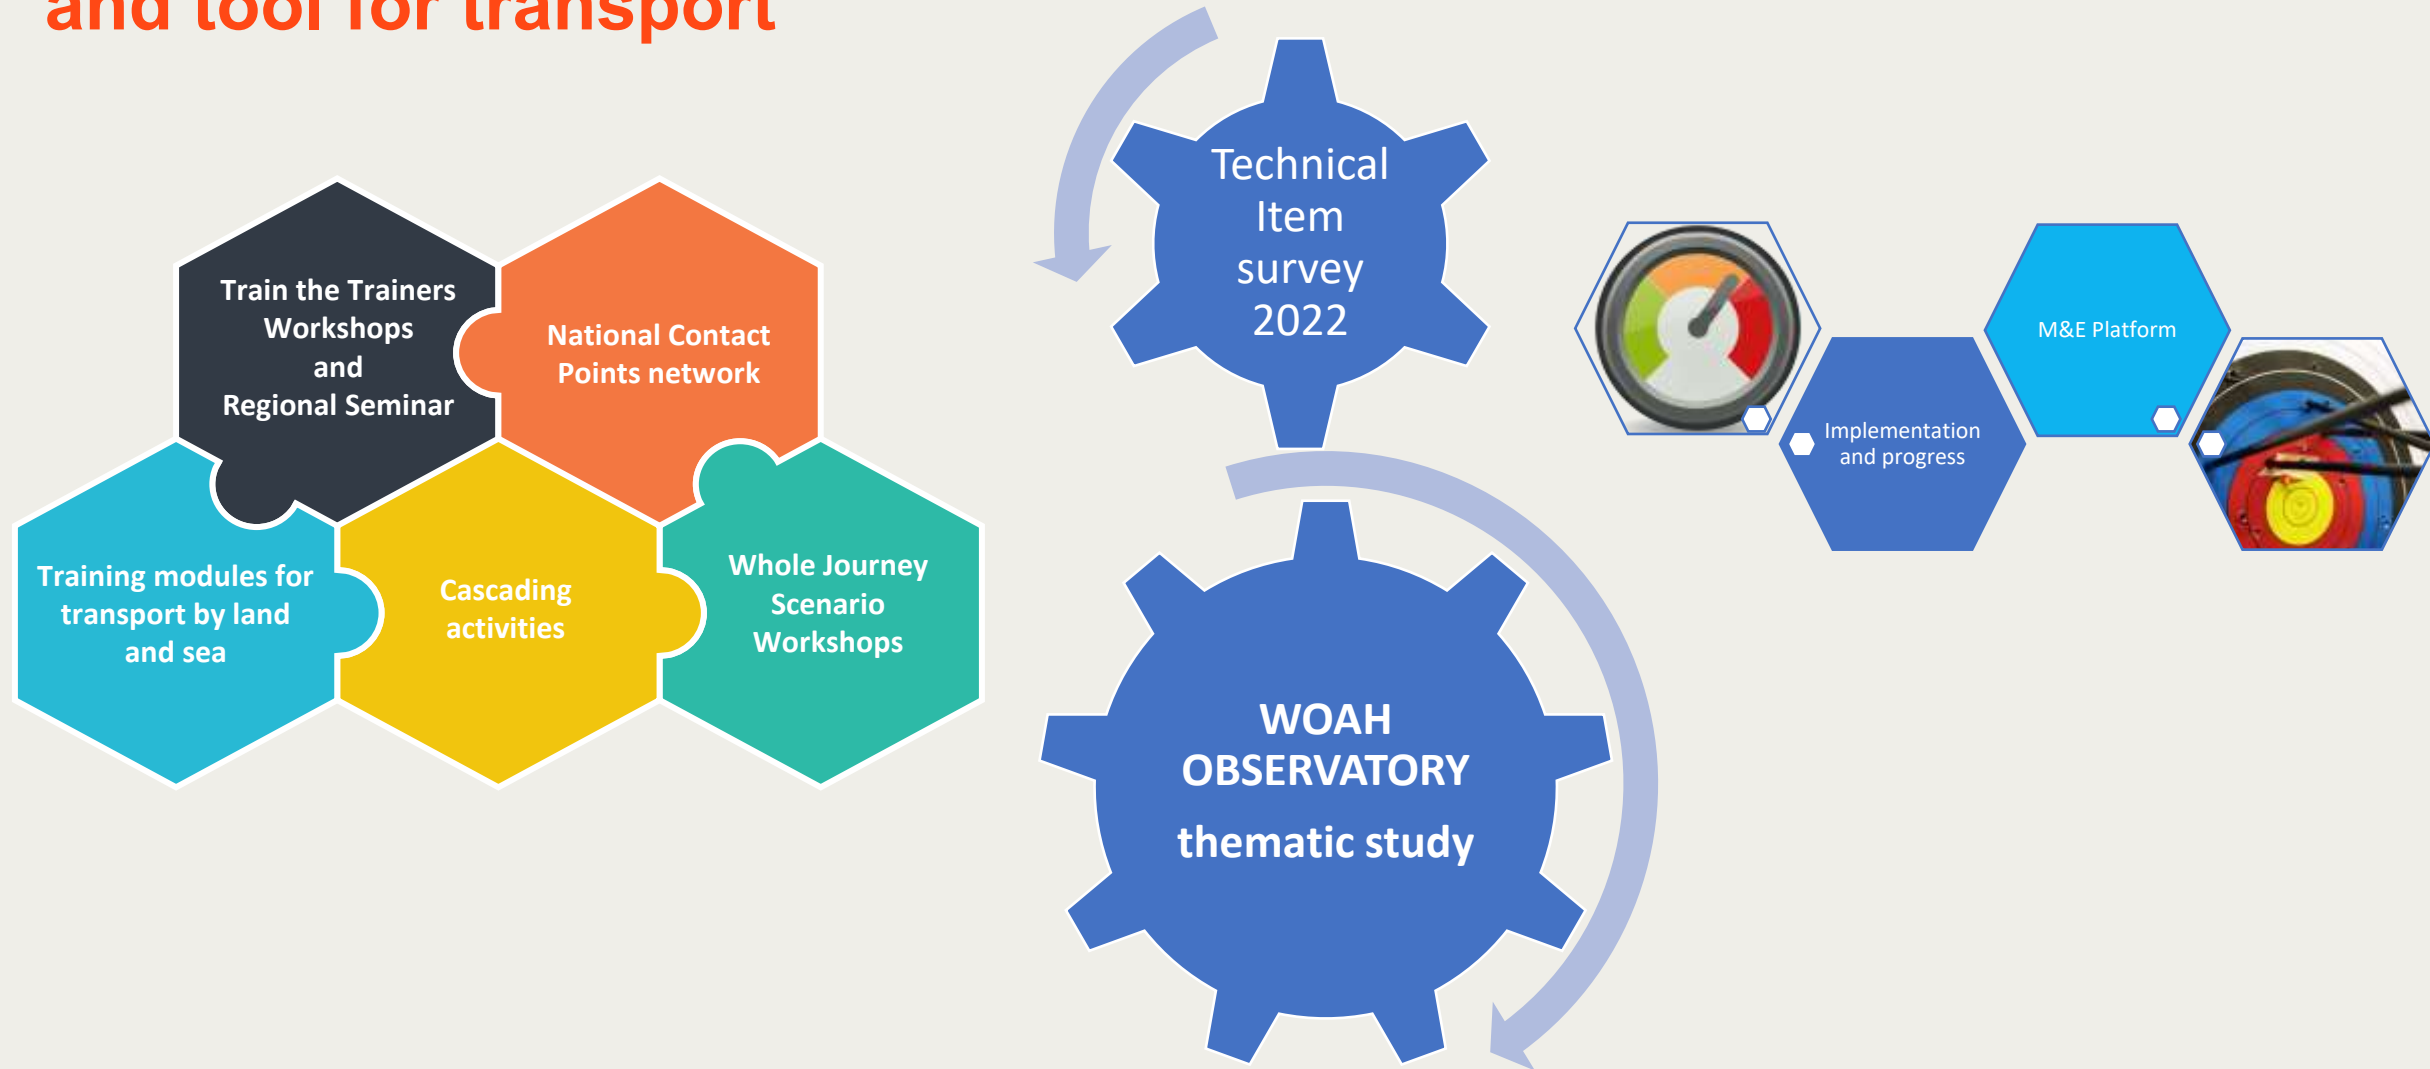 and tool for transport
Train the Trainers
Workshops
and
Regional Seminar
National Contact
Points network
Training modules for
transport by land
and sea
Cascading
activities
Whole Journey
Scenario
Workshops
Technical
Item
survey
2022
WOAH
OBSERVATORY
thematic study
Implementation
and progress
M&E Platform